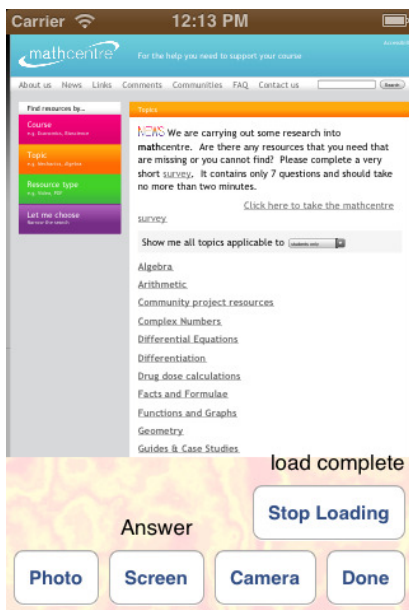 Carrier 12:13 PM
mathcentre For the help you need to support your course
About us News Links Comments Communities FAQ Contact us Search
Find resources by...
Course
e.g. Economics, Bioscience
Topic
e.g. Mechanics, Algebra
Resource type
e.g. Video, PDF
Let me choose
Narrow the search
Topics
NEWS We are carrying out some research into
mathcentre. Are there any resources that you need that
are missing or you cannot find? Please complete a very
short survey. It contains only 7 questions and should take
no more than two minutes.
Click here to take the mathcentre
survey
Show me all topics applicable to students only
Algebra
Arithmetic
Community project resources
Complex Numbers
Differential Equations
Differentiation
Drug dose calculations
Facts and Formulae
Functions and Graphs
Geometry
Guides & Case Studies
load complete
Stop Loading
Answer
Photo Screen Camera Done